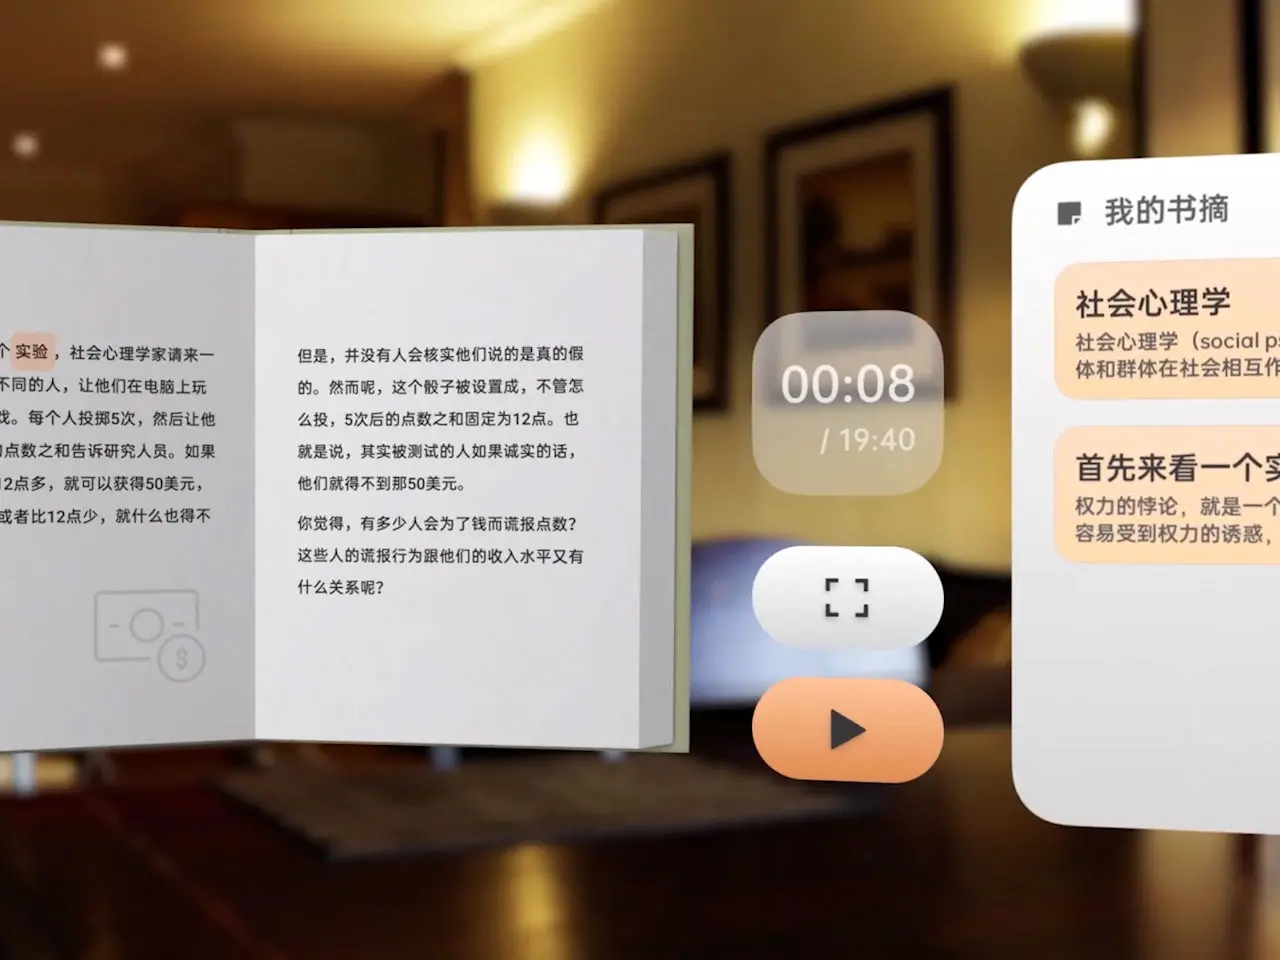 个 实验，社会心理学家请来一
不同的人，让他们在电脑上玩
戏。每个人投掷5次，然后让他
点数之和告诉研究人员。如果
12点多，就可以获得50美元，
或者比12点少，就什么也得不
但是，并没有人会核实他们说的是真的假
的。然而呢，这个骰子被设置成，不管怎
么投，5次后的点数之和固定为12点。也
就是说，其实被测试的人如果诚实的话，
他们就得不到那50美元。
你觉得，有多少人会为了钱而谎报点数？
这些人的谎报行为跟他们的收入水平又有
什么关系呢？
$
00:08
/ 19:40
我的书摘
社会心理学
社会心理学（social ps
体和群体在社会相互作
首先来看一个实
权力的悖论，就是一个
容易受到权力的诱惑，